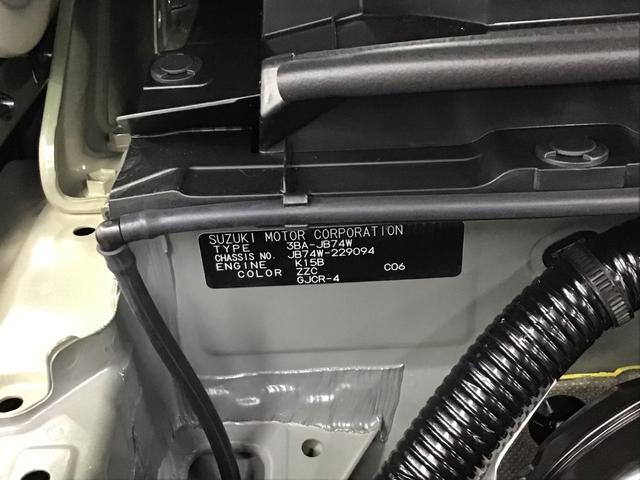 SUZUKI MOTOR CORPORATION
TYPE 3BA-JB74W
CHASSIS NO. JB74W-229094
ENGINE K15B
COLOR ZZC C06
GJCR-4